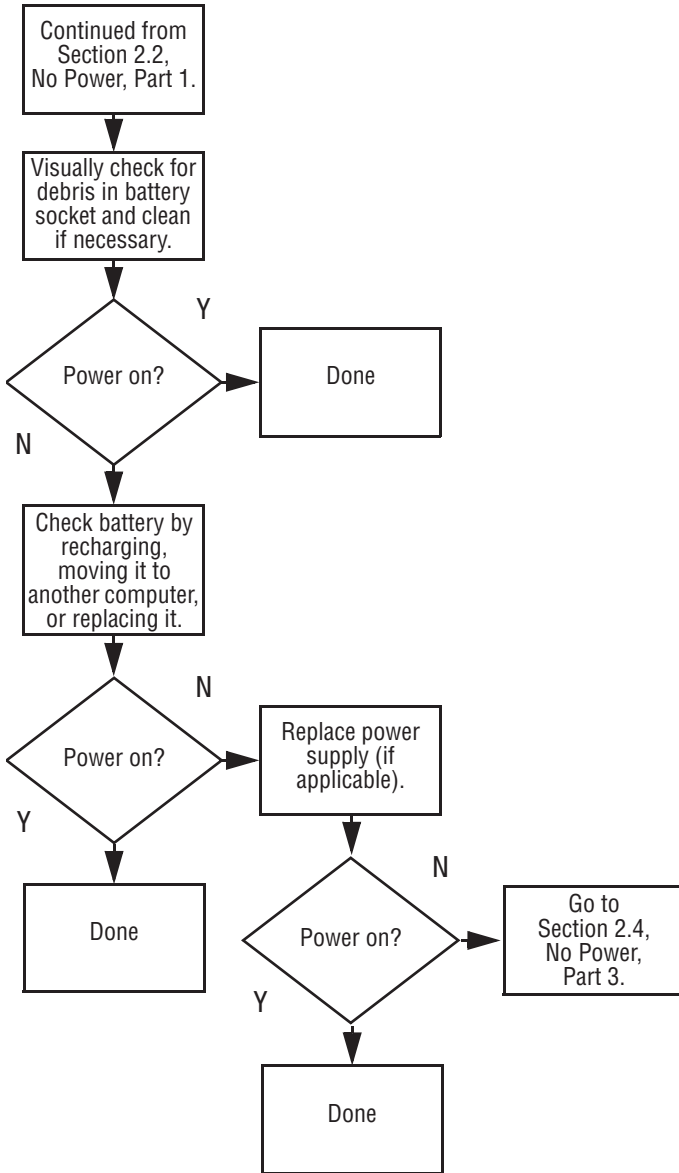 Continued from
Section 2.2,
No Power, Part 1.
Visually check for
debris in battery
socket and clean
if necessary.
Y
Power on?
Done
N
Check battery by
recharging,
moving it to
another computer,
or replacing it.
N
Power on?
Replace power
supply (if
applicable).
Y
Done
N
Power on?
Go to
Section 2.4,
No Power,
Part 3.
Y
Done